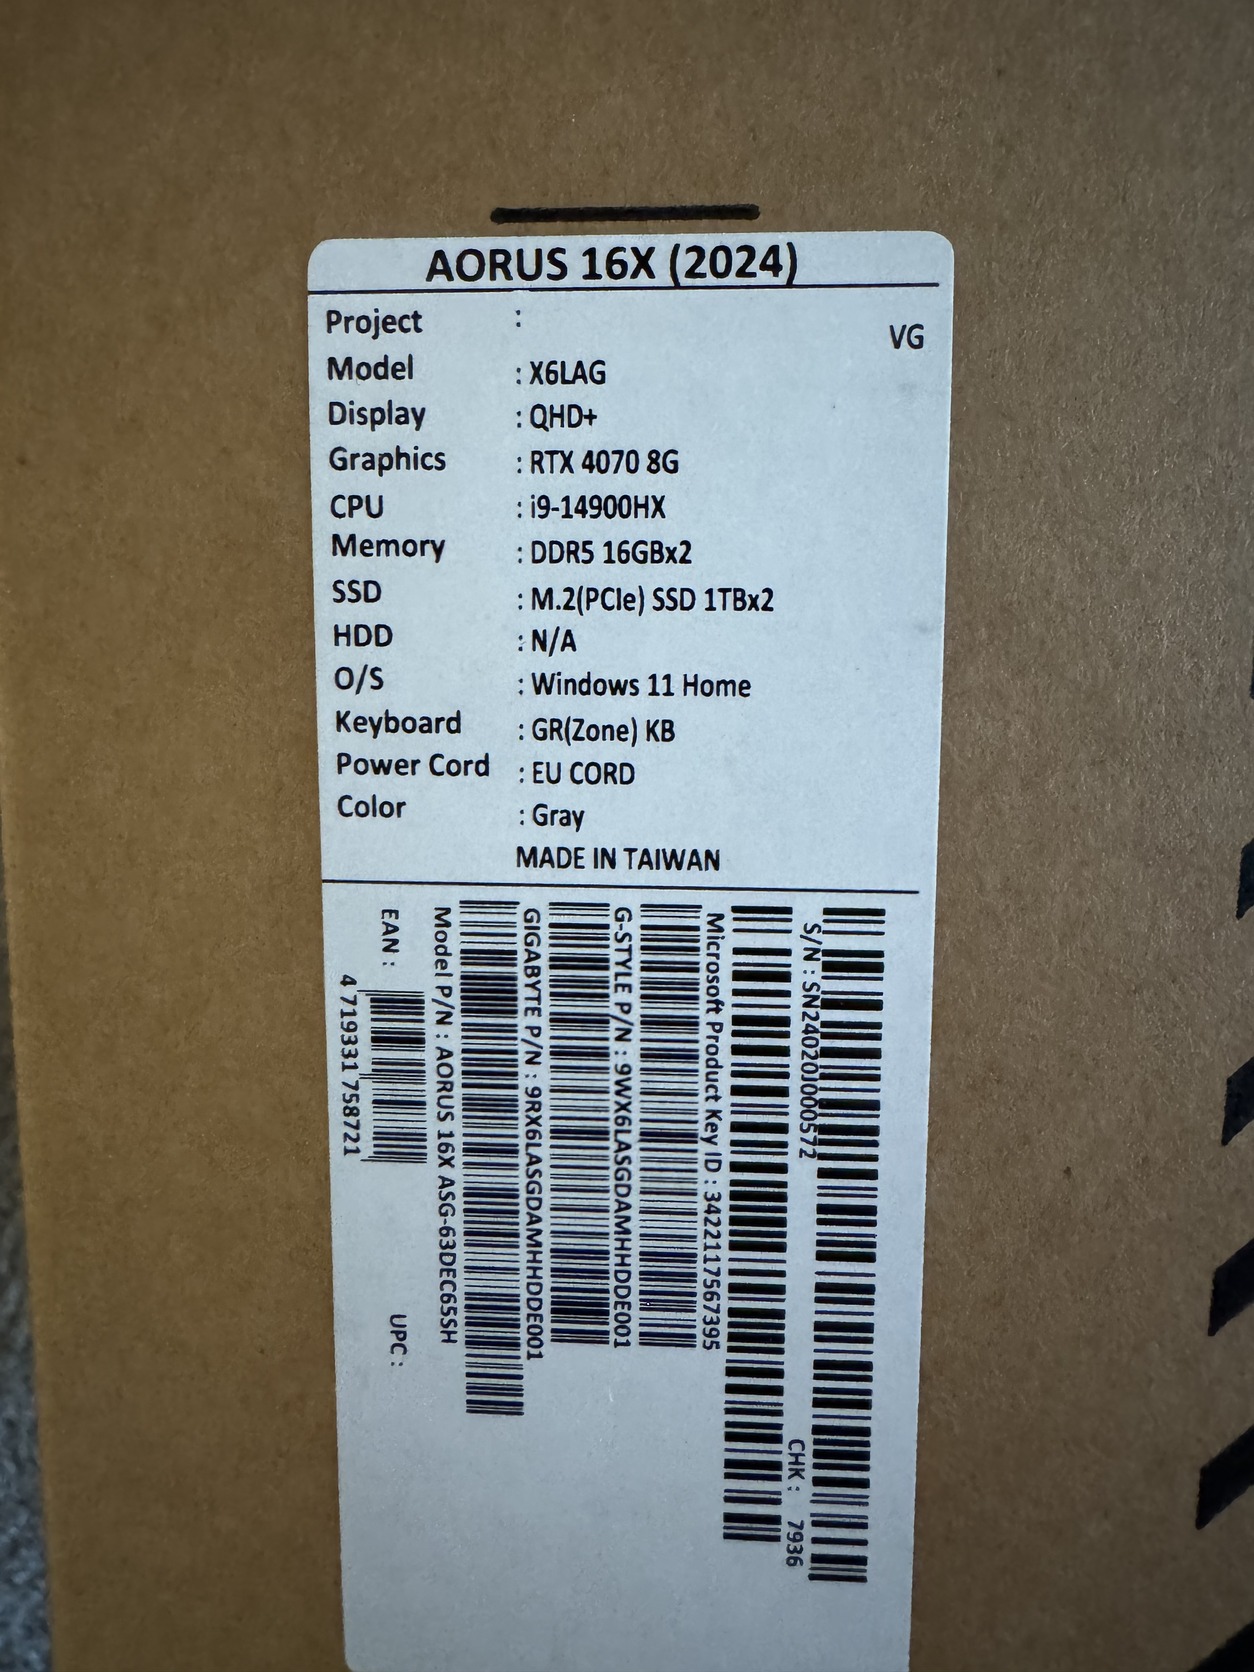 AORUS 16X (2024)
Project :
VG
Model : X6LAG
Display : QHD+
Graphics : RTX 4070 8G
CPU : i9-14900HX
Memory : DDR5 16GBx2
SSD : M.2(PCIe) SSD 1TBx2
HDD : N/A
O/S : Windows 11 Home
Keyboard : GR(Zone) KB
Power Cord : EU CORD
Color : Gray
MADE IN TAIWAN
S/N : SN24020J000572
CHK : 7936
Microsoft Product Key ID : 3422117567395
G-STYLE P/N : 9WX6LASGDAMHHDDE001
GIGABYTE P/N : 9RX6LASGDAMHHDDE001
Model P/N : AORUS 16X ASG-63DEC65SH
EAN :
UPC :
4 719331 758721